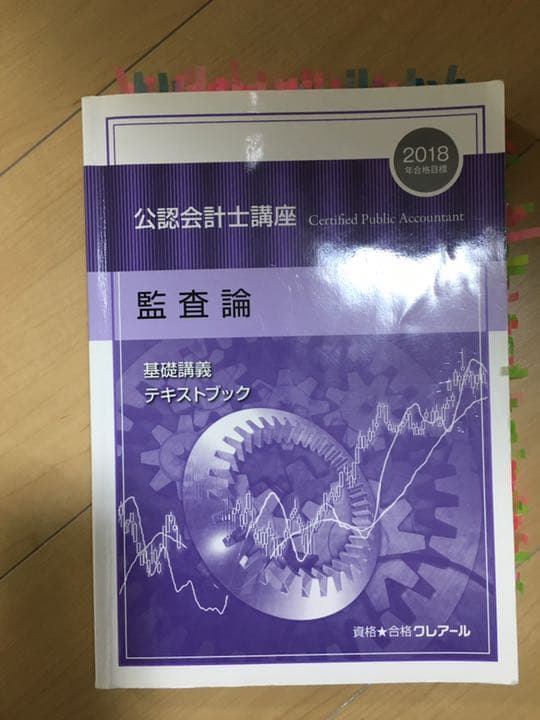 2018
年合格目標
公認会計士講座 Certified Public Accountant
監査論
基礎講義
テキストブック
資格★合格クレアール